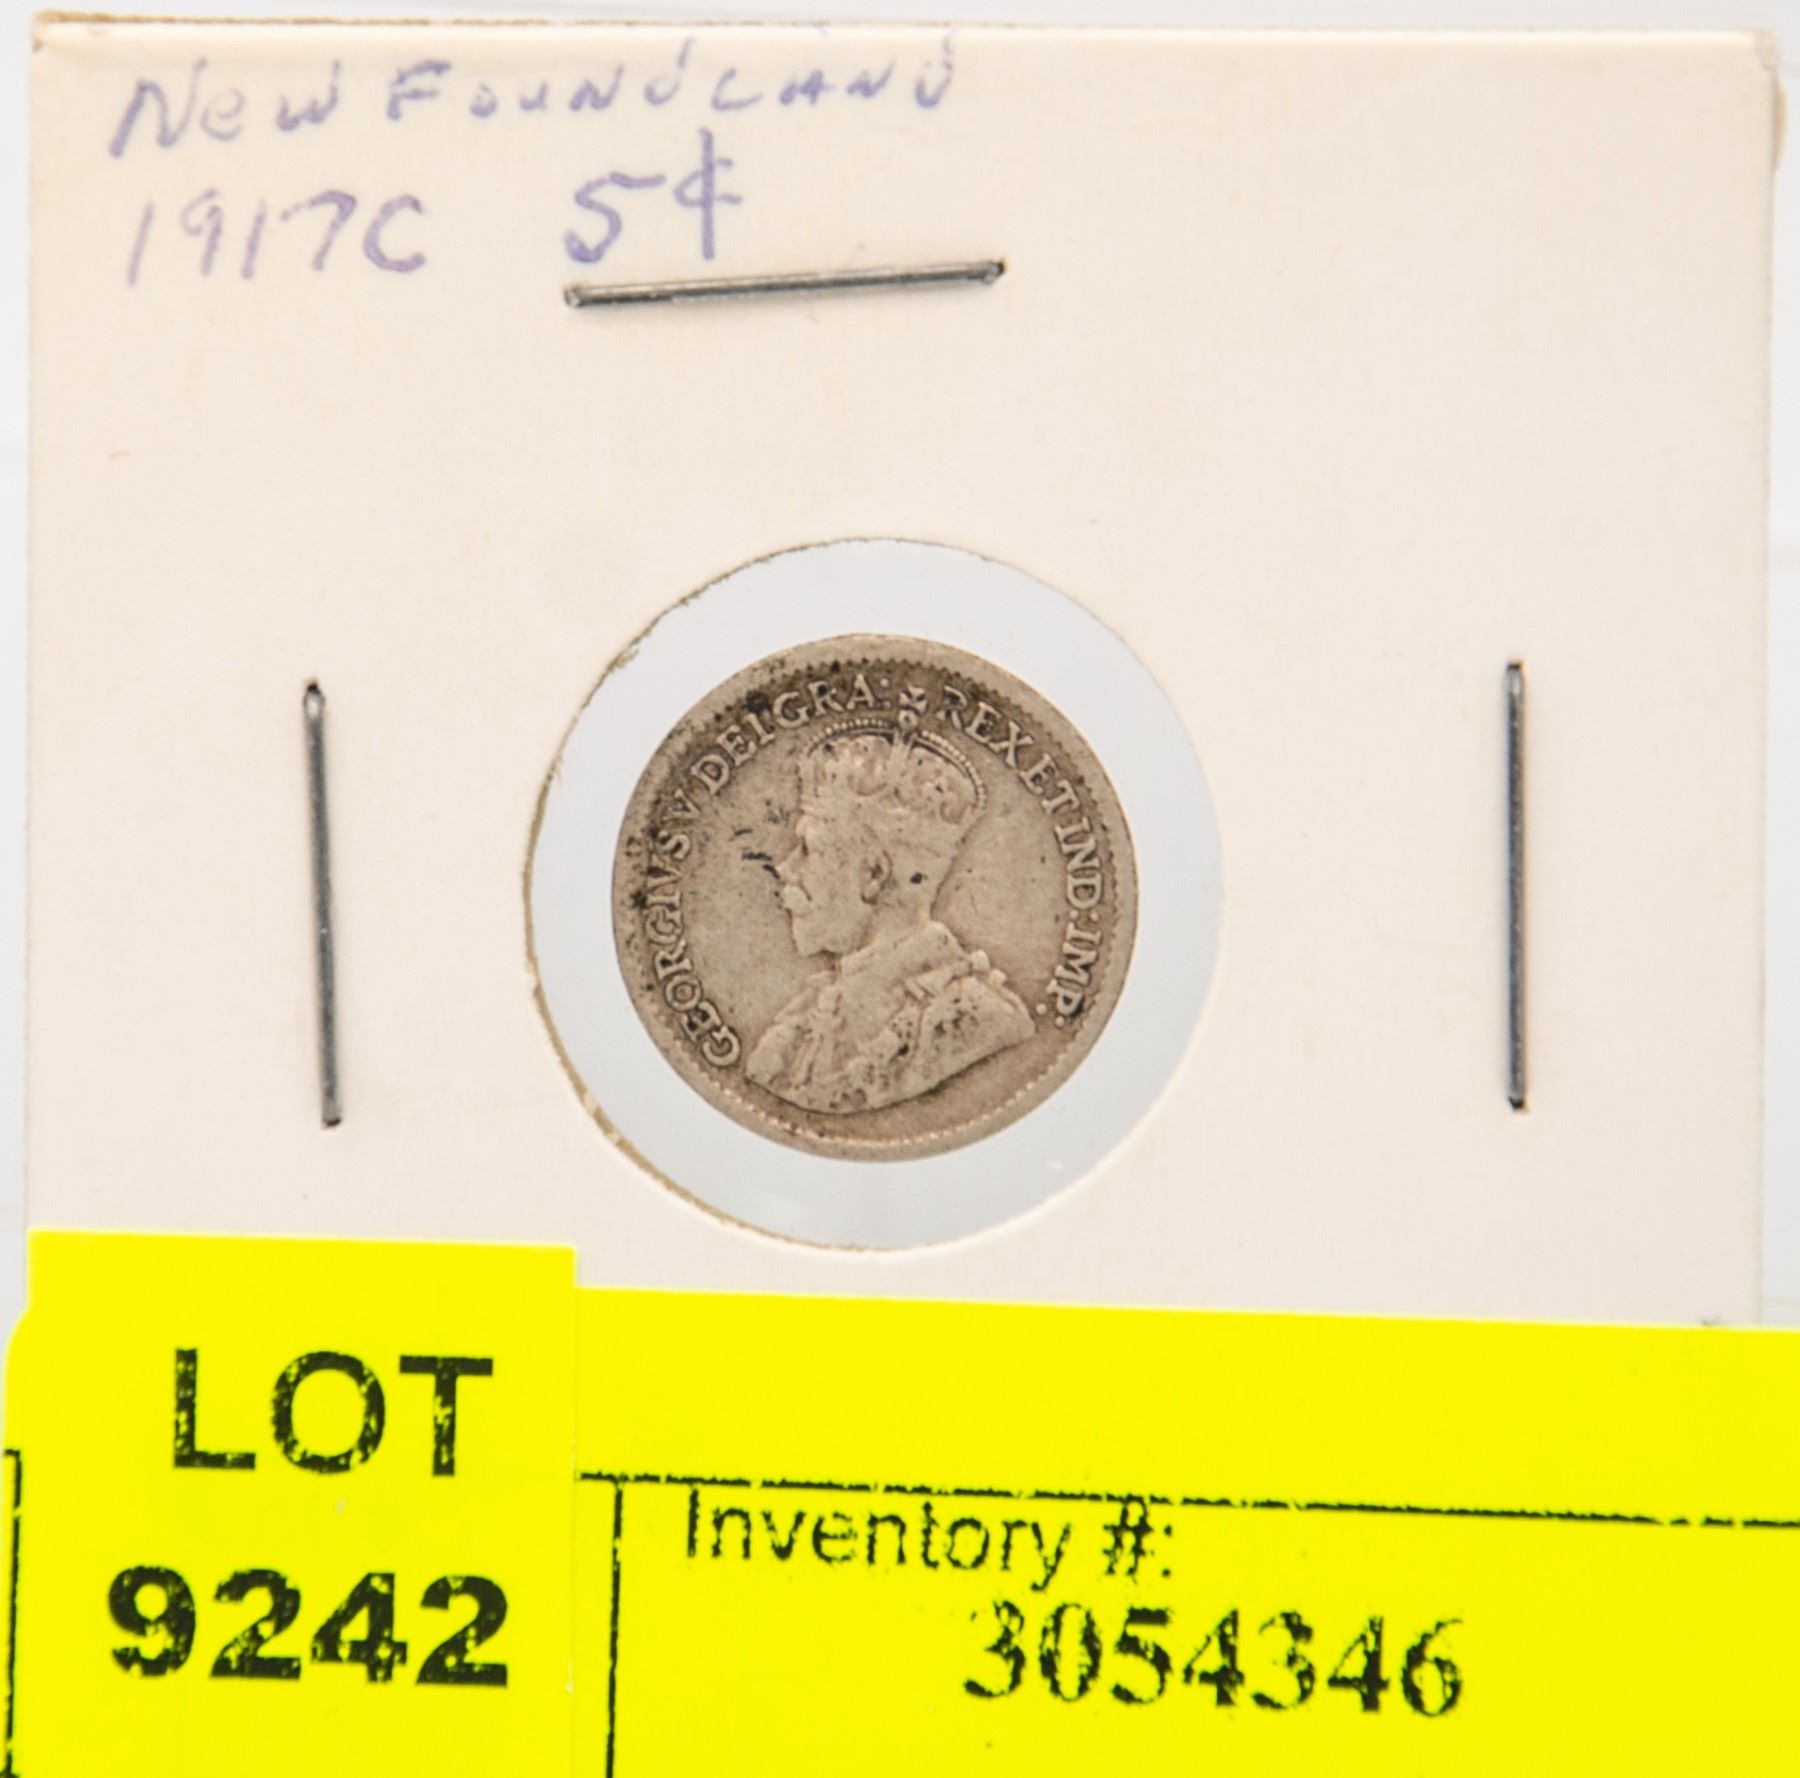 NewFoundLand
1917C 5¢
GEORGIVS V DEI GRA: REX ET IND: IMP:
LOT
9242
Inventory #:
3054346